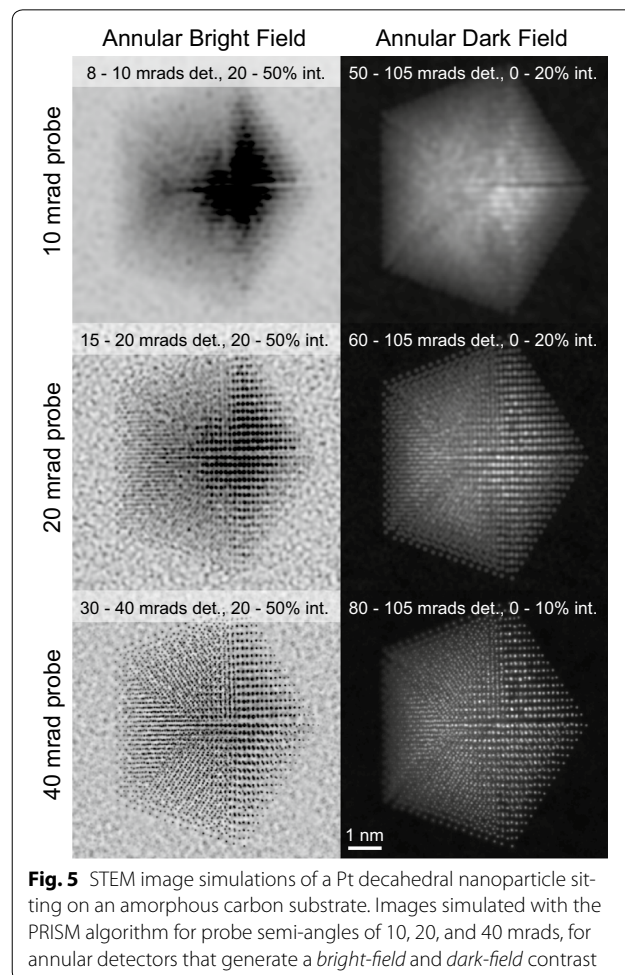 Annular Bright Field Annular Dark Field
10 mrad probe
8 - 10 mrads det., 20 - 50% int. 50 - 105 mrads det., 0 - 20% int.
20 mrad probe
15 - 20 mrads det., 20 - 50% int. 60 - 105 mrads det., 0 - 20% int.
40 mrad probe
30 - 40 mrads det., 20 - 50% int. 80 - 105 mrads det., 0 - 10% int.
1 nm
Fig. 5 STEM image simulations of a Pt decahedral nanoparticle sit-
ting on an amorphous carbon substrate. Images simulated with the
PRISM algorithm for probe semi-angles of 10, 20, and 40 mrads, for
annular detectors that generate a bright-field and dark-field contrast